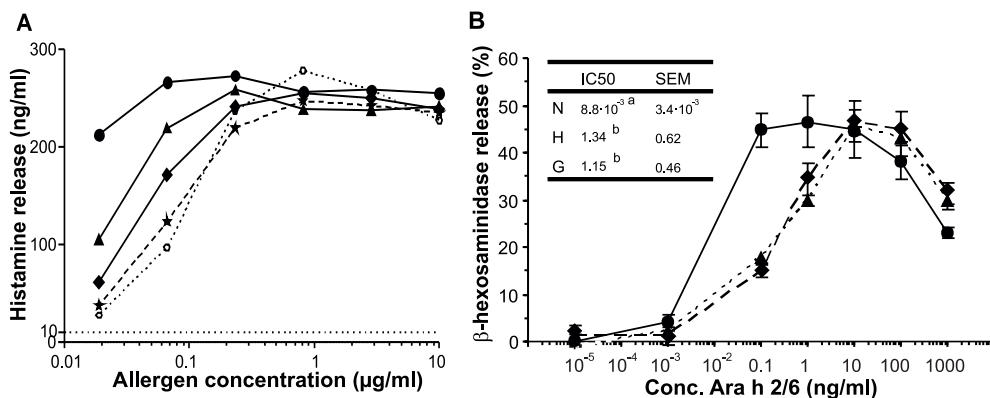 A
Histamine release (ng/ml)
300
200
100
10
0
0.01
0.1
1
10
Allergen concentration (µg/ml)
B
β-hexosaminidase release (%)
60
50
40
30
20
10
0
IC50 SEM
N 8.8·10⁻³ ᵃ 3.4·10⁻³
H 1.34 ᵇ 0.62
G 1.15 ᵇ 0.46
10⁻⁵ 10⁻⁴ 10⁻³ 10⁻² 0.1 1 10 100 1000
Conc. Ara h 2/6 (ng/ml)